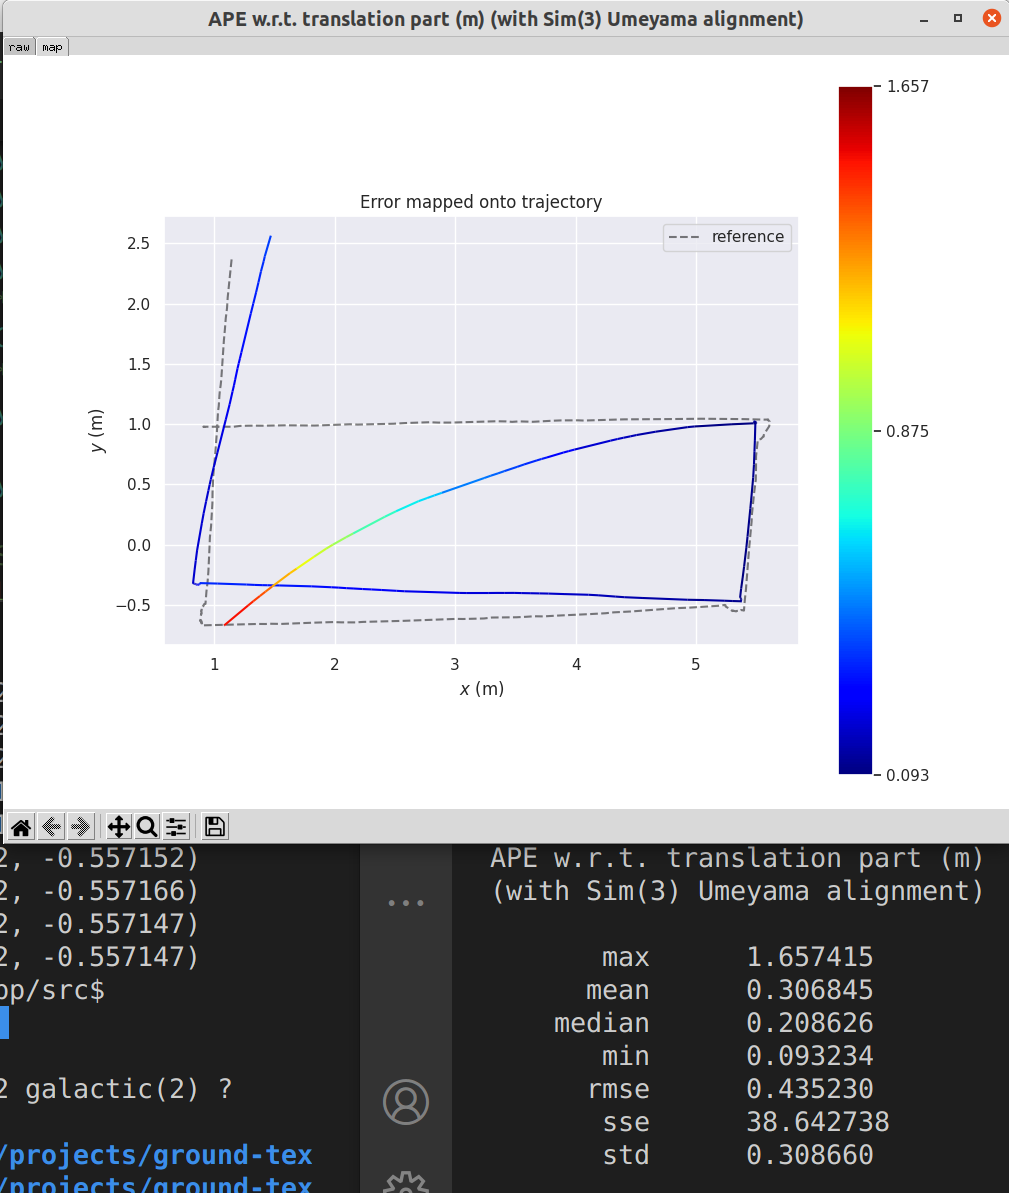 APE w.r.t. translation part (m) (with Sim(3) Umeyama alignment)
raw map
1.657
Error mapped onto trajectory
reference
2.5
2.0
1.5
1.0
0.5
0.0
−0.5
y (m)
1 2 3 4 5
x (m)
0.875
0.093
2, -0.557152)
2, -0.557166)
2, -0.557147)
2, -0.557147)
pp/src$
2 galactic(2) ?
/projects/ground-tex
/projects/ground-tex
APE w.r.t. translation part (m)
(with Sim(3) Umeyama alignment)
max 1.657415
mean 0.306845
median 0.208626
min 0.093234
rmse 0.435230
sse 38.642738
std 0.308660